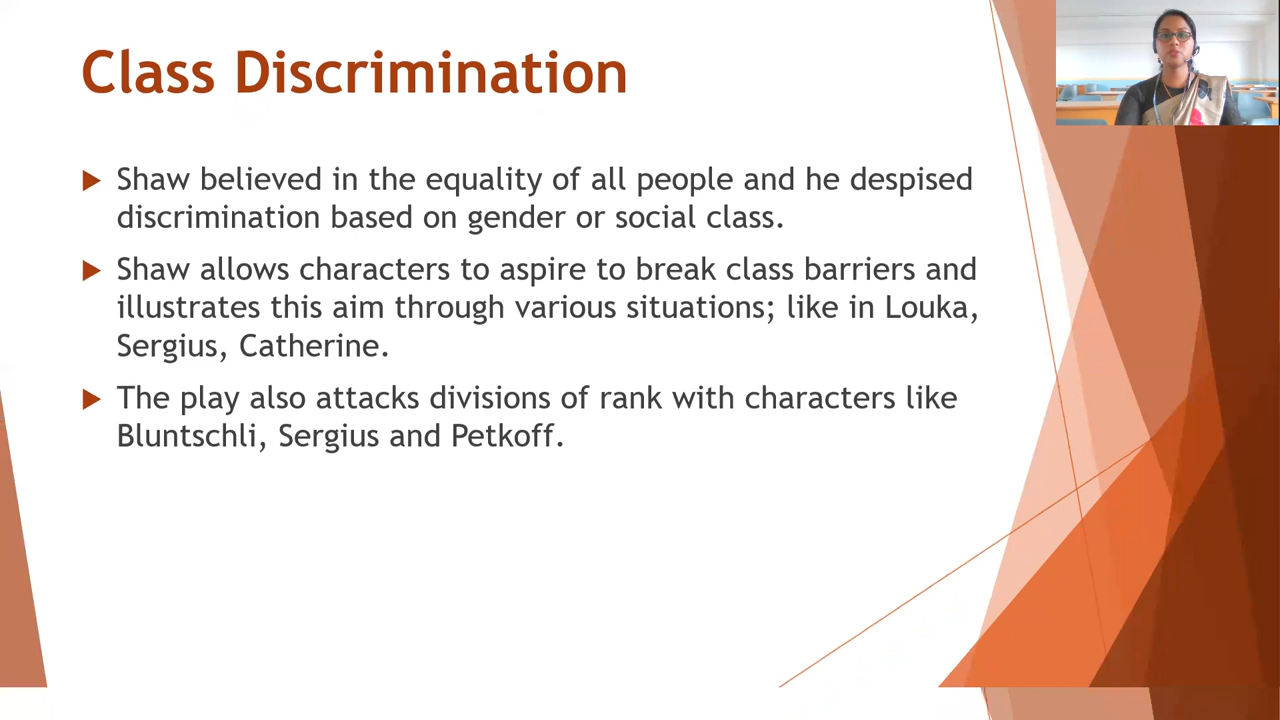 Class Discrimination
Shaw believed in the equality of all people and he despised
discrimination based on gender or social class.
Shaw allows characters to aspire to break class barriers and
illustrates this aim through various situations; like in Louka,
Sergius, Catherine.
The play also attacks divisions of rank with characters like
Bluntschli, Sergius and Petkoff.